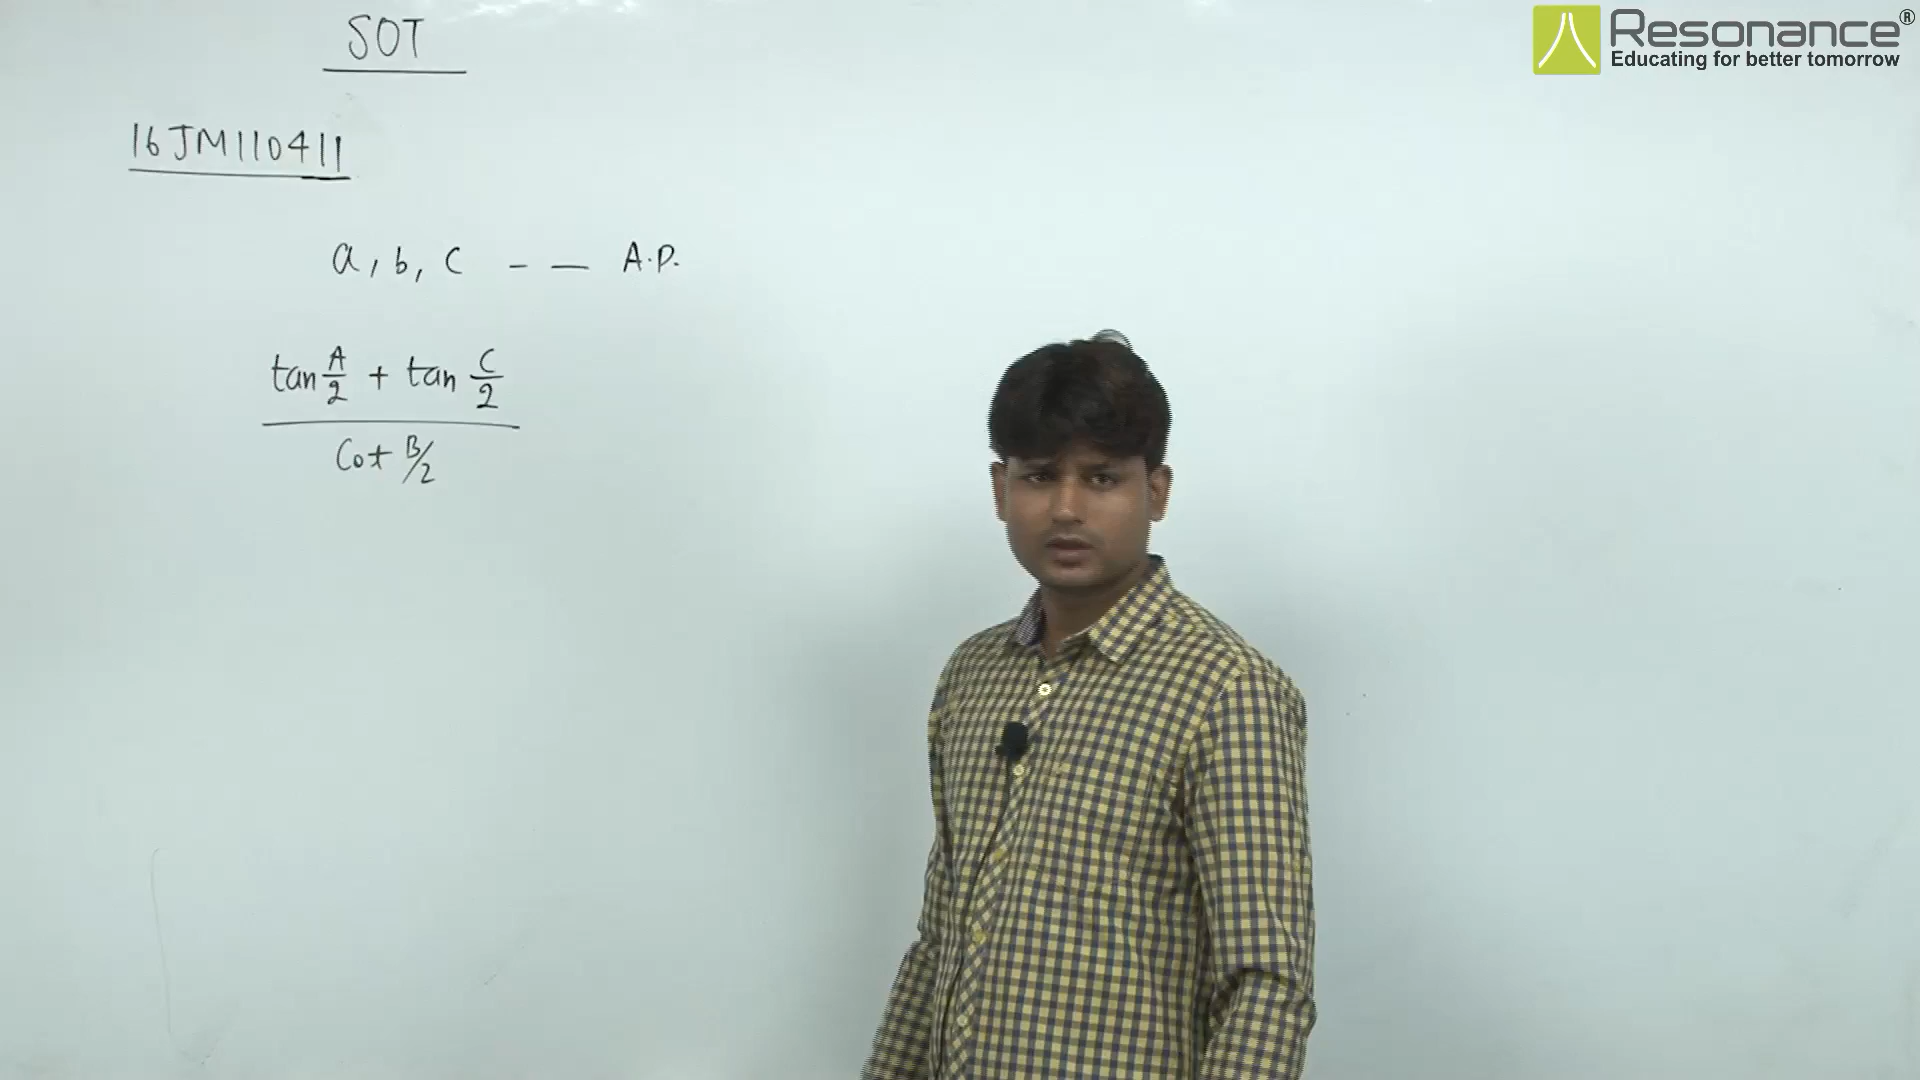 SOT
Resonance®
Educating for better tomorrow
16JM110411
a, b, c - — A.P.
tan A/2 + tan C/2
Cot B/2